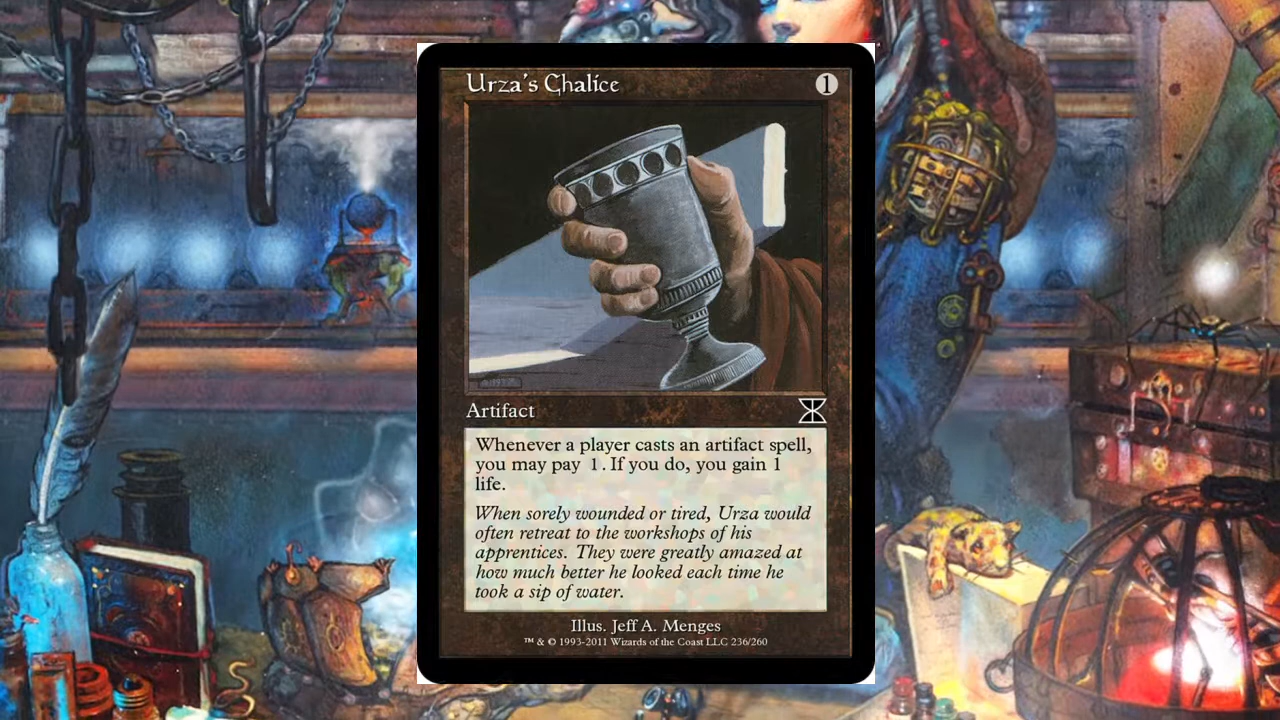 Urza's Chalice 1
Artifact
Whenever a player casts an artifact spell,
you may pay 1. If you do, you gain 1
life.
When sorely wounded or tired, Urza would
often retreat to the workshops of his
apprentices. They were greatly amazed at
how much better he looked each time he
took a sip of water.
Illus. Jeff A. Menges
™ & © 1993-2011 Wizards of the Coast LLC 236/260